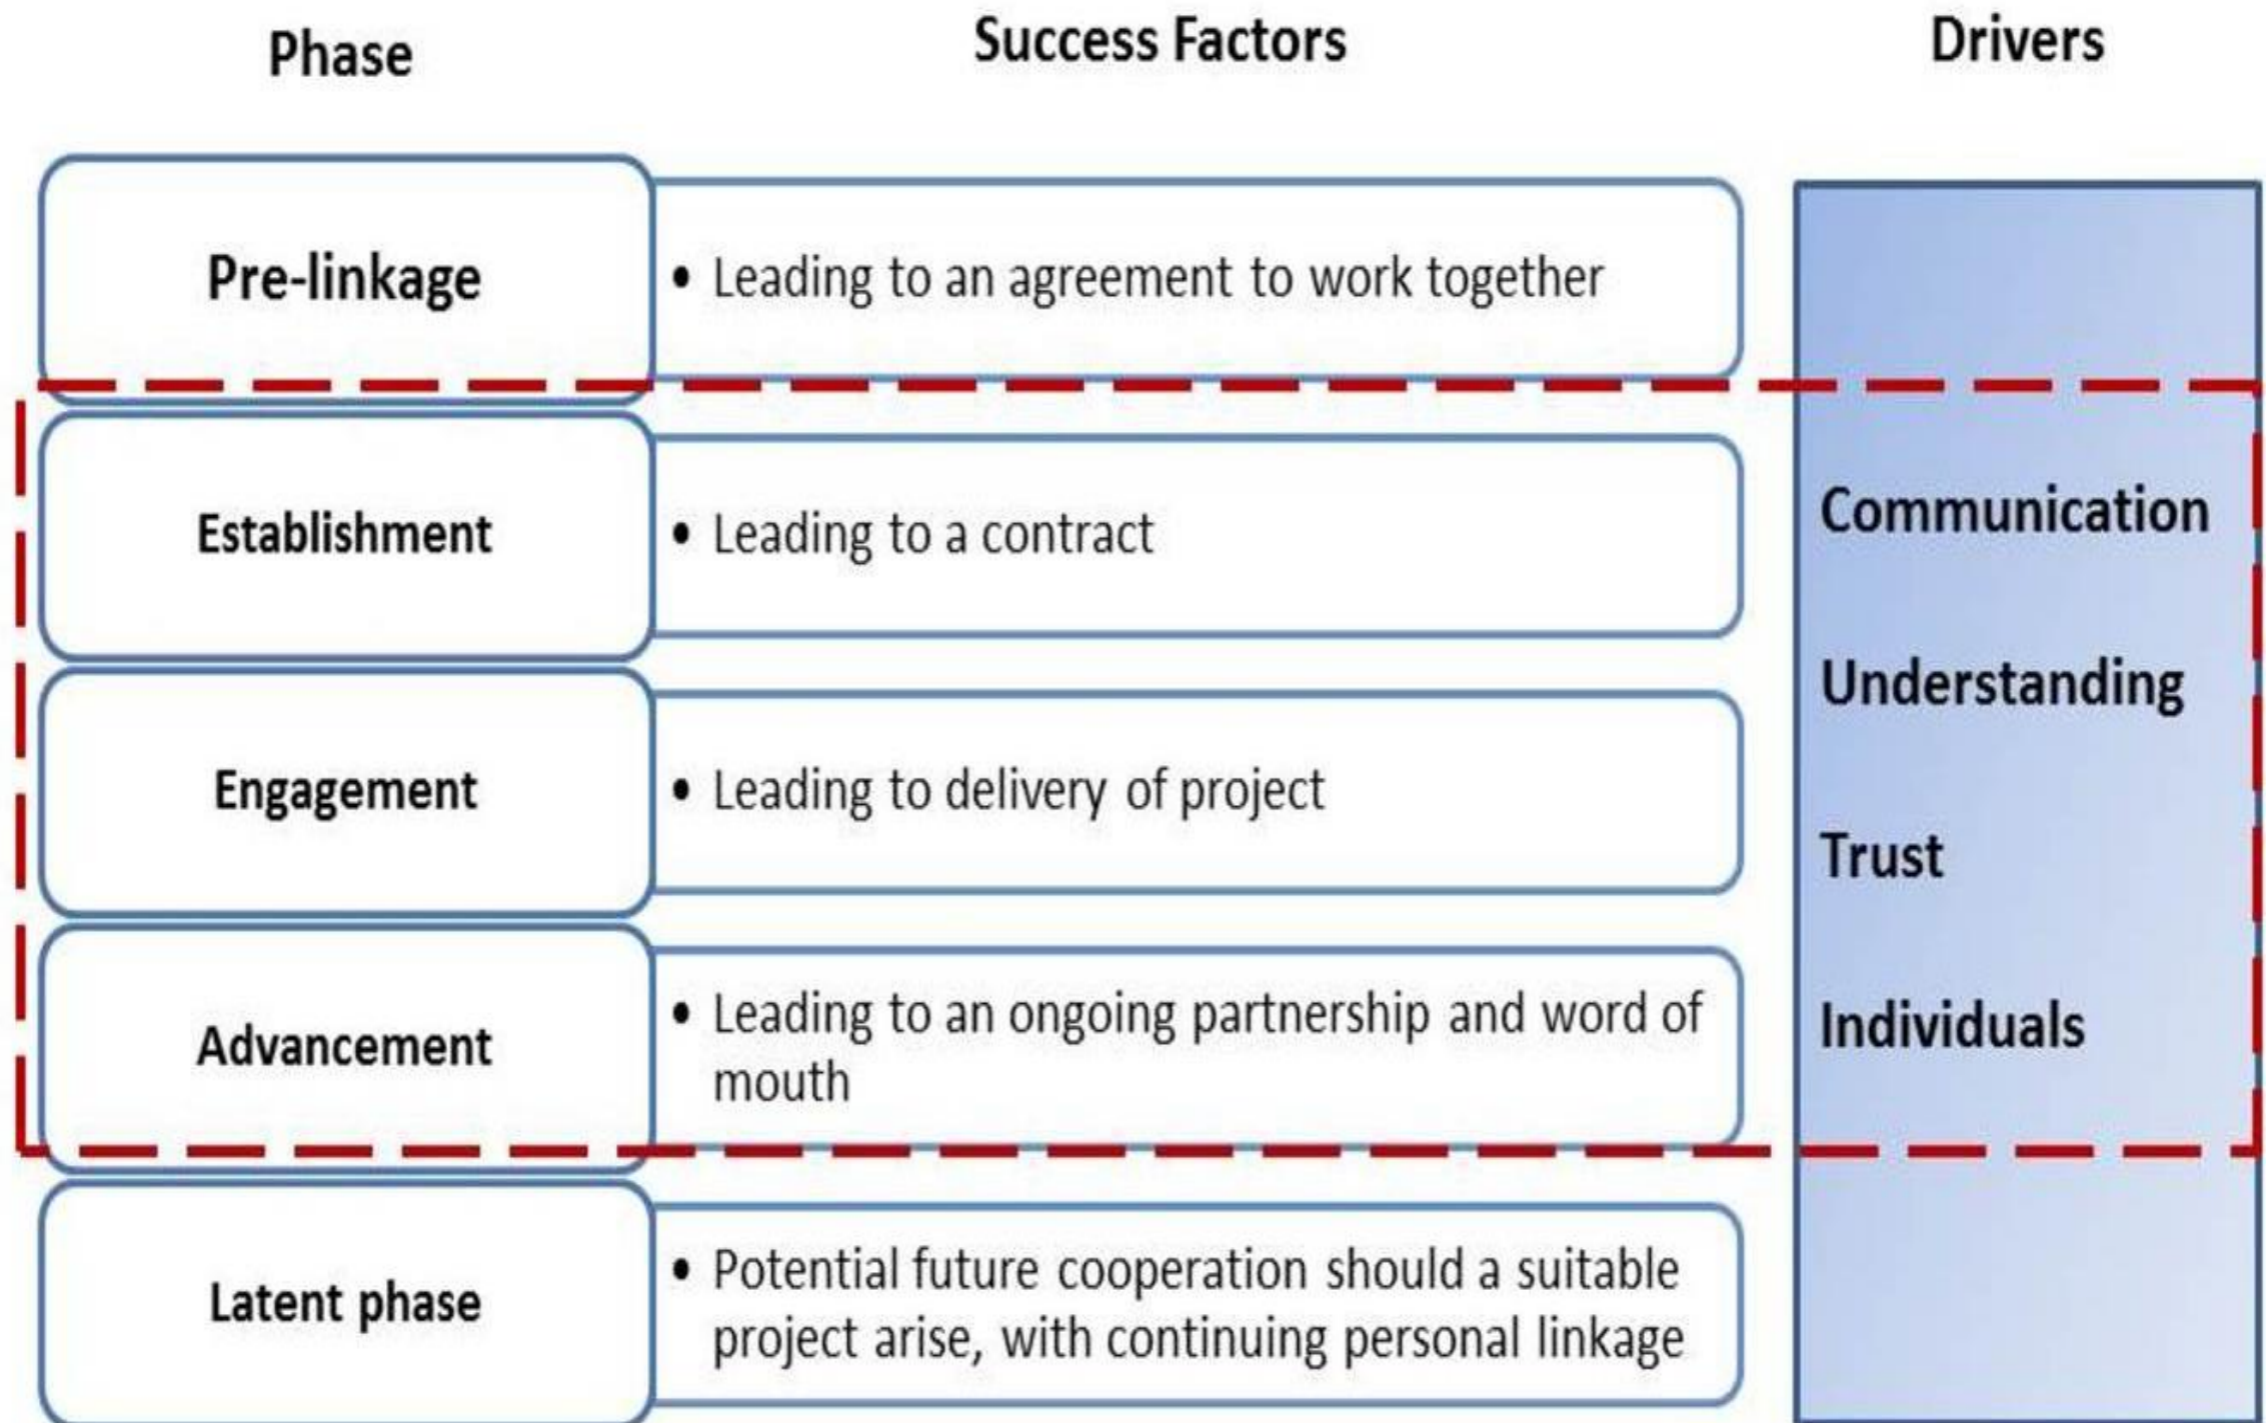 Phase
Success Factors
Drivers
Pre-linkage
• Leading to an agreement to work together
Establishment
• Leading to a contract
Engagement
• Leading to delivery of project
Advancement
• Leading to an ongoing partnership and word of
mouth
Latent phase
• Potential future cooperation should a suitable
project arise, with continuing personal linkage
Communication
Understanding
Trust
Individuals